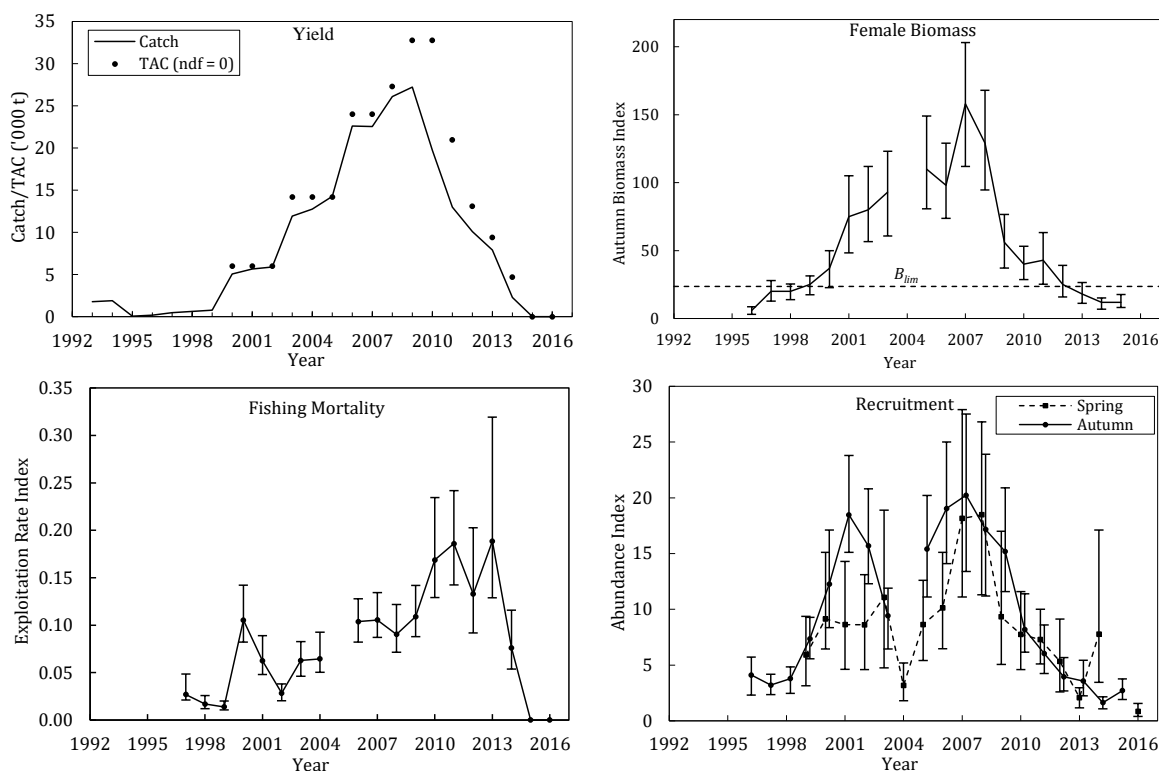 Yield
Catch
TAC (ndf = 0)
Catch/TAC ('000 t)
35
30
25
20
15
10
5
0
1992 1995 1998 2001 2004 2007 2010 2013 2016
Year
Female Biomass
Autumn Biomass Index
200
150
100
50
0
Blim
1992 1995 1998 2001 2004 2007 2010 2013 2016
Year
Fishing Mortality
Exploitation Rate Index
0.35
0.30
0.25
0.20
0.15
0.10
0.05
0.00
1992 1995 1998 2001 2004 2007 2010 2013 2016
Year
Recruitment
Spring
Autumn
Abundance Index
30
25
20
15
10
5
0
1992 1995 1998 2001 2004 2007 2010 2013 2016
Year